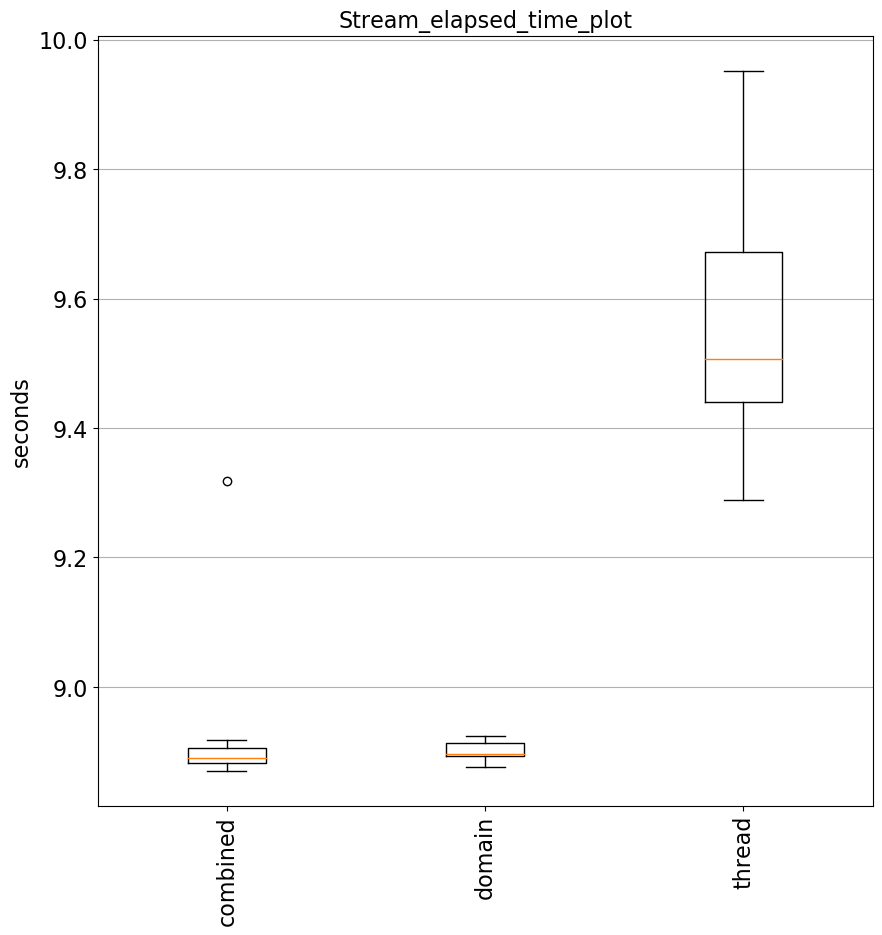 Stream_elapsed_time_plot
10.0
9.8
9.6
9.4
9.2
9.0
seconds
combined
domain
thread